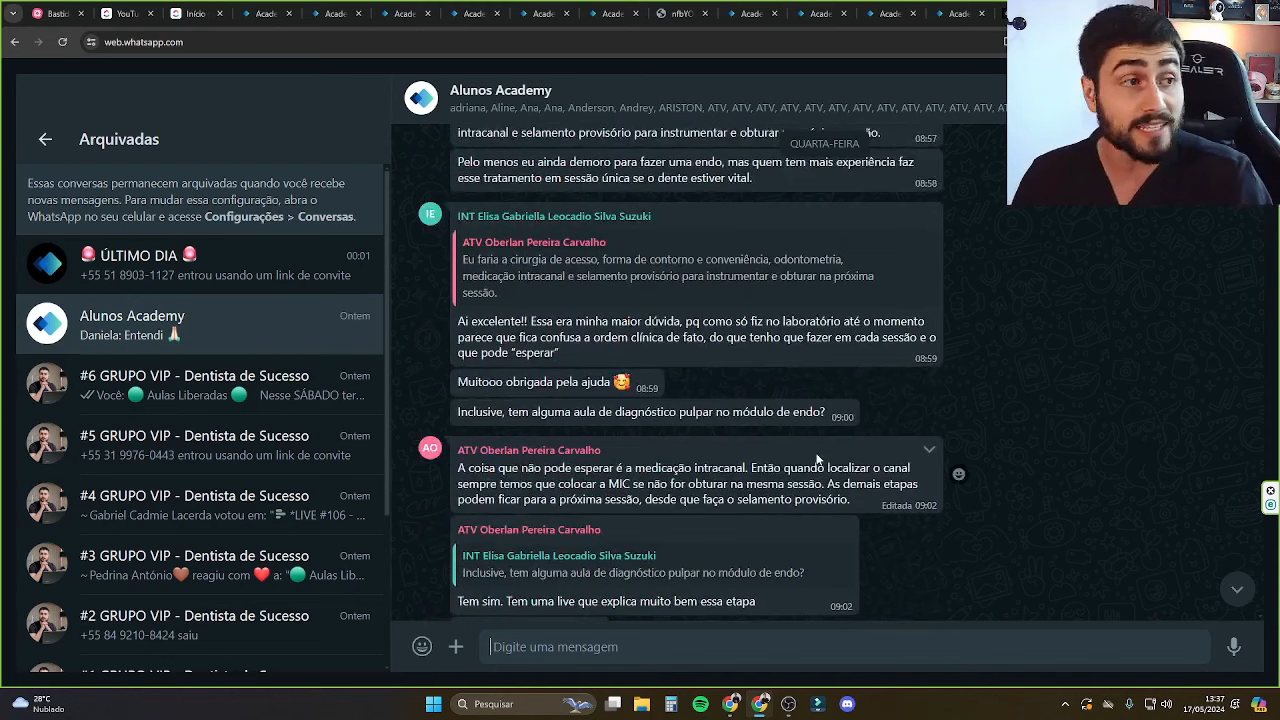 Basti
YouTu
Início
Acade
Acade
Acade
Acade
Acade
Acade
nfbYC
Acade
Acade
Acade
Acade
web.whatsapp.com
Arquivadas
Essas conversas permanecem arquivadas quando você recebe
novas mensagens. Para mudar essa configuração, abra o
WhatsApp no seu celular e acesse Configurações > Conversas.
🚨 ÚLTIMO DIA 🚨
00:01
+55 51 8903-1127 entrou usando um link de convite
Alunos Academy
Ontem
Daniela: Entendi 🙏🏻
#6 GRUPO VIP - Dentista de Sucesso
Ontem
Você: 🟢 Aulas Liberadas 🟢 Nesse SÁBADO ter...
#5 GRUPO VIP - Dentista de Sucesso
Ontem
+55 31 9976-0443 entrou usando um link de convite
#4 GRUPO VIP - Dentista de Sucesso
Ontem
~Gabriel Cadmie Lacerda votou em: "*LIVE #106 - ...
#3 GRUPO VIP - Dentista de Sucesso
Ontem
~Pedrina António🤎 reagiu com ❤️ a: "🟢 Aulas Lib...
#2 GRUPO VIP - Dentista de Sucesso
Ontem
+55 84 9210-8424 saiu
Alunos Academy
adriana, Aline, Ana, Ana, Anderson, Andrey, ARISTON, ATV, ATV, ATV, ATV, ATV, ATV, ATV, ATV, ATV, ATV, ATV, ATV, ATV
intracanal e selamento provisório para instrumentar e obturar
08:57
QUARTA-FEIRA
Pelo menos eu ainda demoro para fazer uma endo, mas quem tem mais experiência faz
esse tratamento em sessão única se o dente estiver vital.
08:58
IE
INT Elisa Gabriella Leocadio Silva Suzuki
ATV Oberlan Pereira Carvalho
Eu faria a cirurgia de acesso, forma de contorno e conveniência, odontometria,
medicação intracanal e selamento provisório para instrumentar e obturar na próxima
sessão.
Ai excelente!! Essa era minha maior dúvida, pq como só fiz no laboratório até o momento
parece que fica confusa a ordem clínica de fato, do que tenho que fazer em cada sessão e o
que pode "esperar"
08:59
Muitooo obrigada pela ajuda 🥰
08:59
Inclusive, tem alguma aula de diagnóstico pulpar no módulo de endo?
09:00
AO
ATV Oberlan Pereira Carvalho
A coisa que não pode esperar é a medicação intracanal. Então quando localizar o canal
sempre temos que colocar a MIC se não for obturar na mesma sessão. As demais etapas
podem ficar para a próxima sessão, desde que faça o selamento provisório.
Editada 09:02
ATV Oberlan Pereira Carvalho
INT Elisa Gabriella Leocadio Silva Suzuki
Inclusive, tem alguma aula de diagnóstico pulpar no módulo de endo?
Tem sim. Tem uma live que explica muito bem essa etapa
09:02
Digite uma mensagem
28°C
Nublado
Pesquisar
13:37
17/05/2024